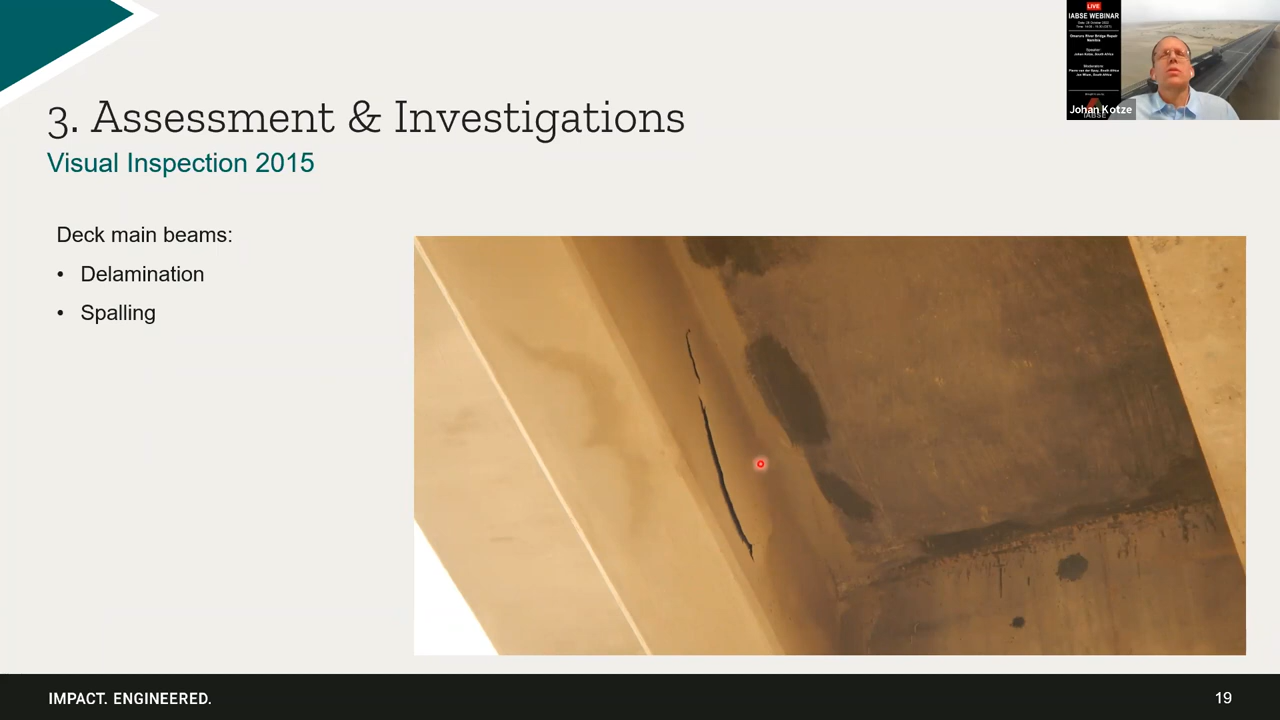 LIVE
IABSE WEBINAR
Johan Kotze
IABSE
3. Assessment & Investigations
Visual Inspection 2015
Deck main beams:
• Delamination
• Spalling
IMPACT. ENGINEERED.
19